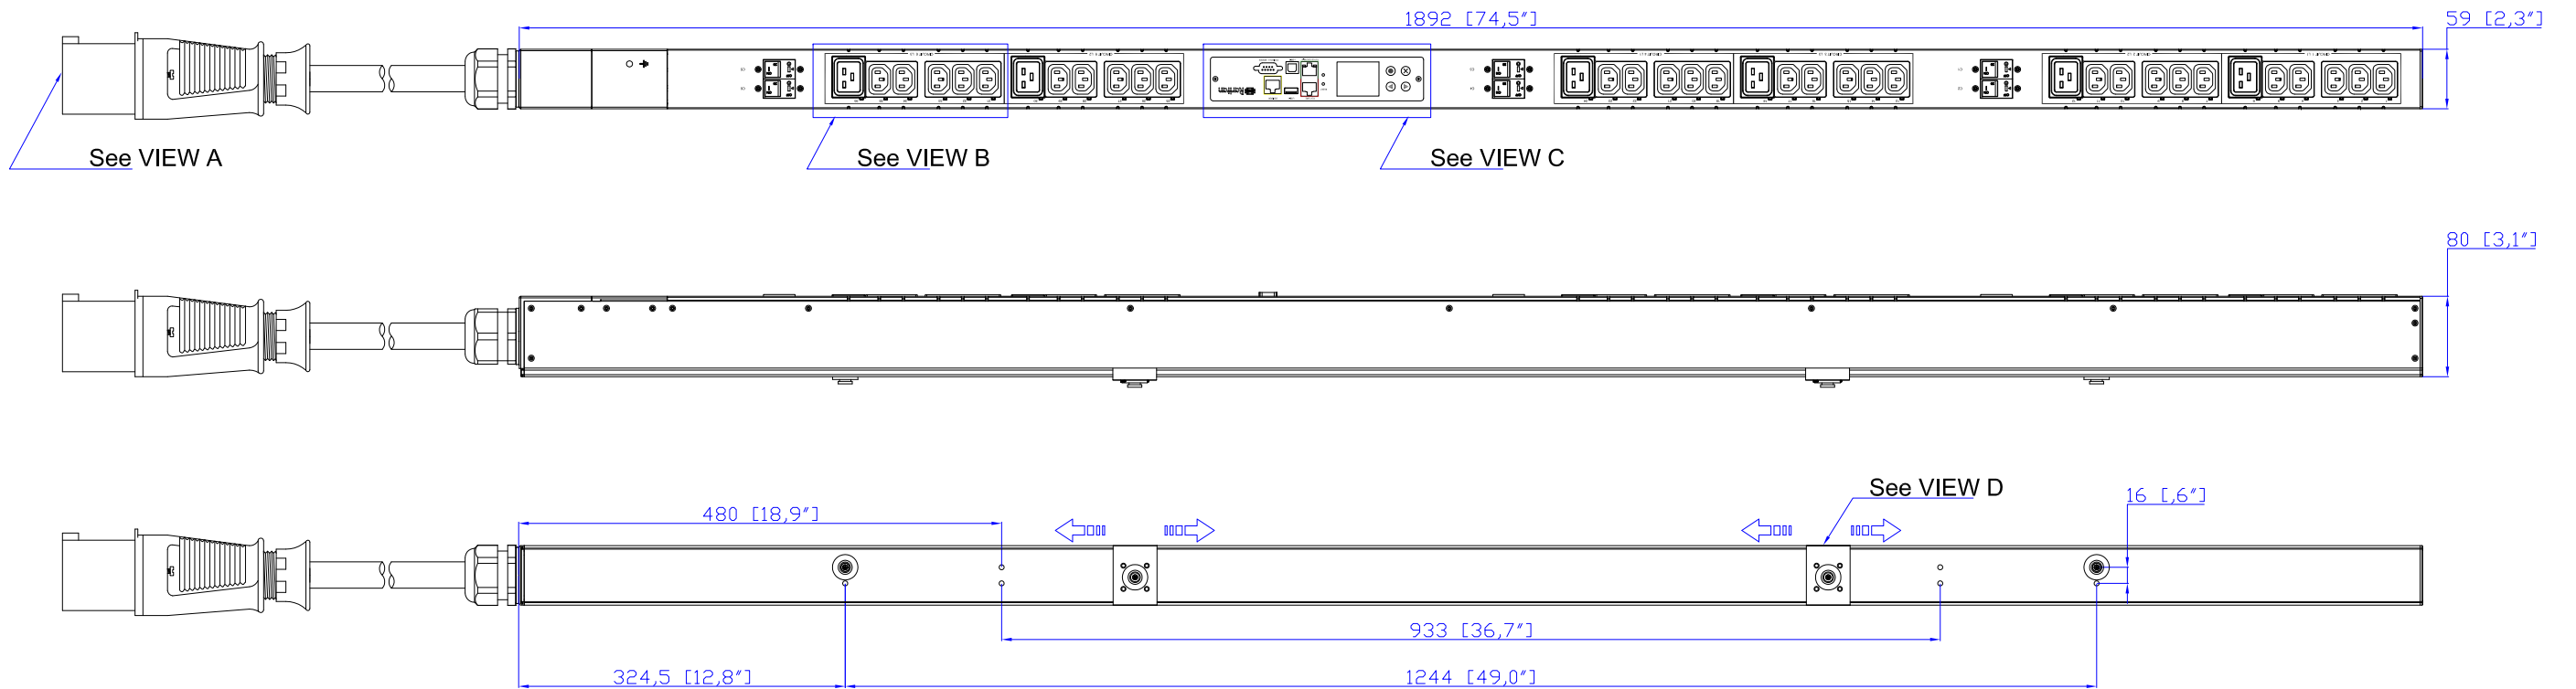 1892 [74,5"]
59 [2,3"]
See VIEW A
See VIEW B
See VIEW C
80 [3,1"]
See VIEW D
16 [,6"]
480 [18,9"]
933 [36,7"]
324,5 [12,8"]
1244 [49,0"]